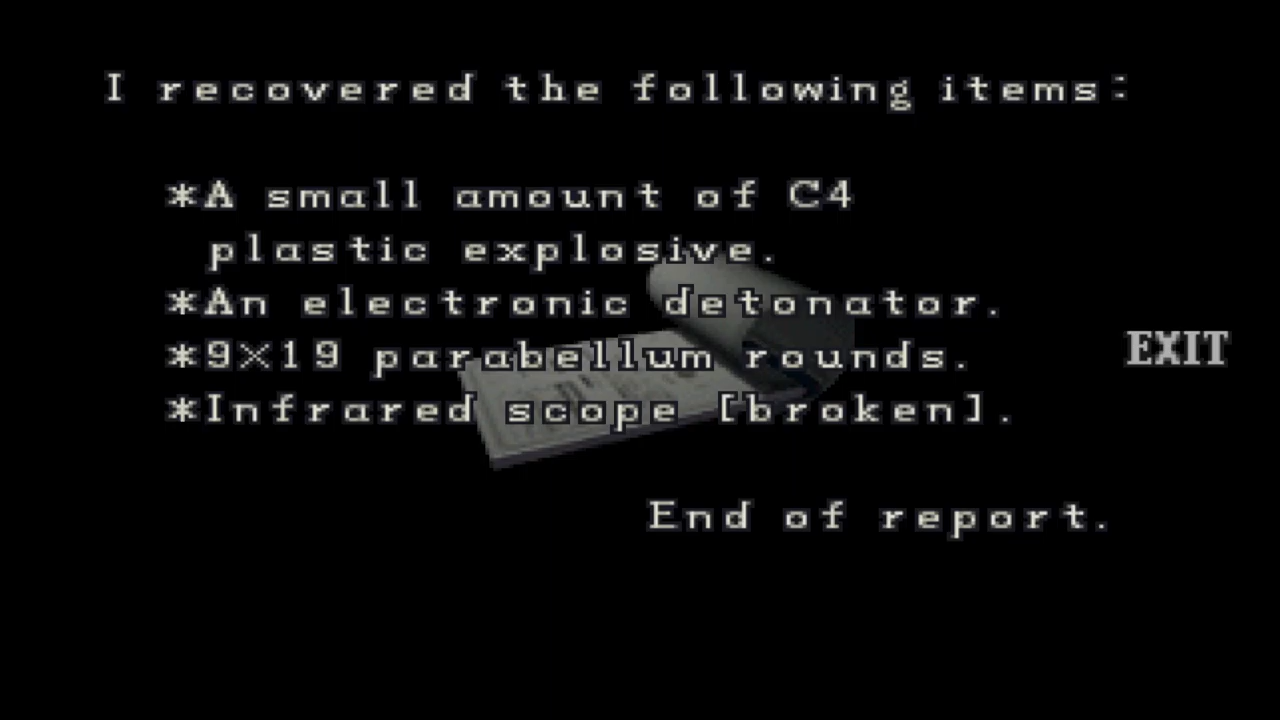 I recovered the following items:
*A small amount of C4
plastic explosive.
*An electronic detonator.
*9×19 parabellum rounds.
EXIT
*Infrared scope [broken].
End of report.